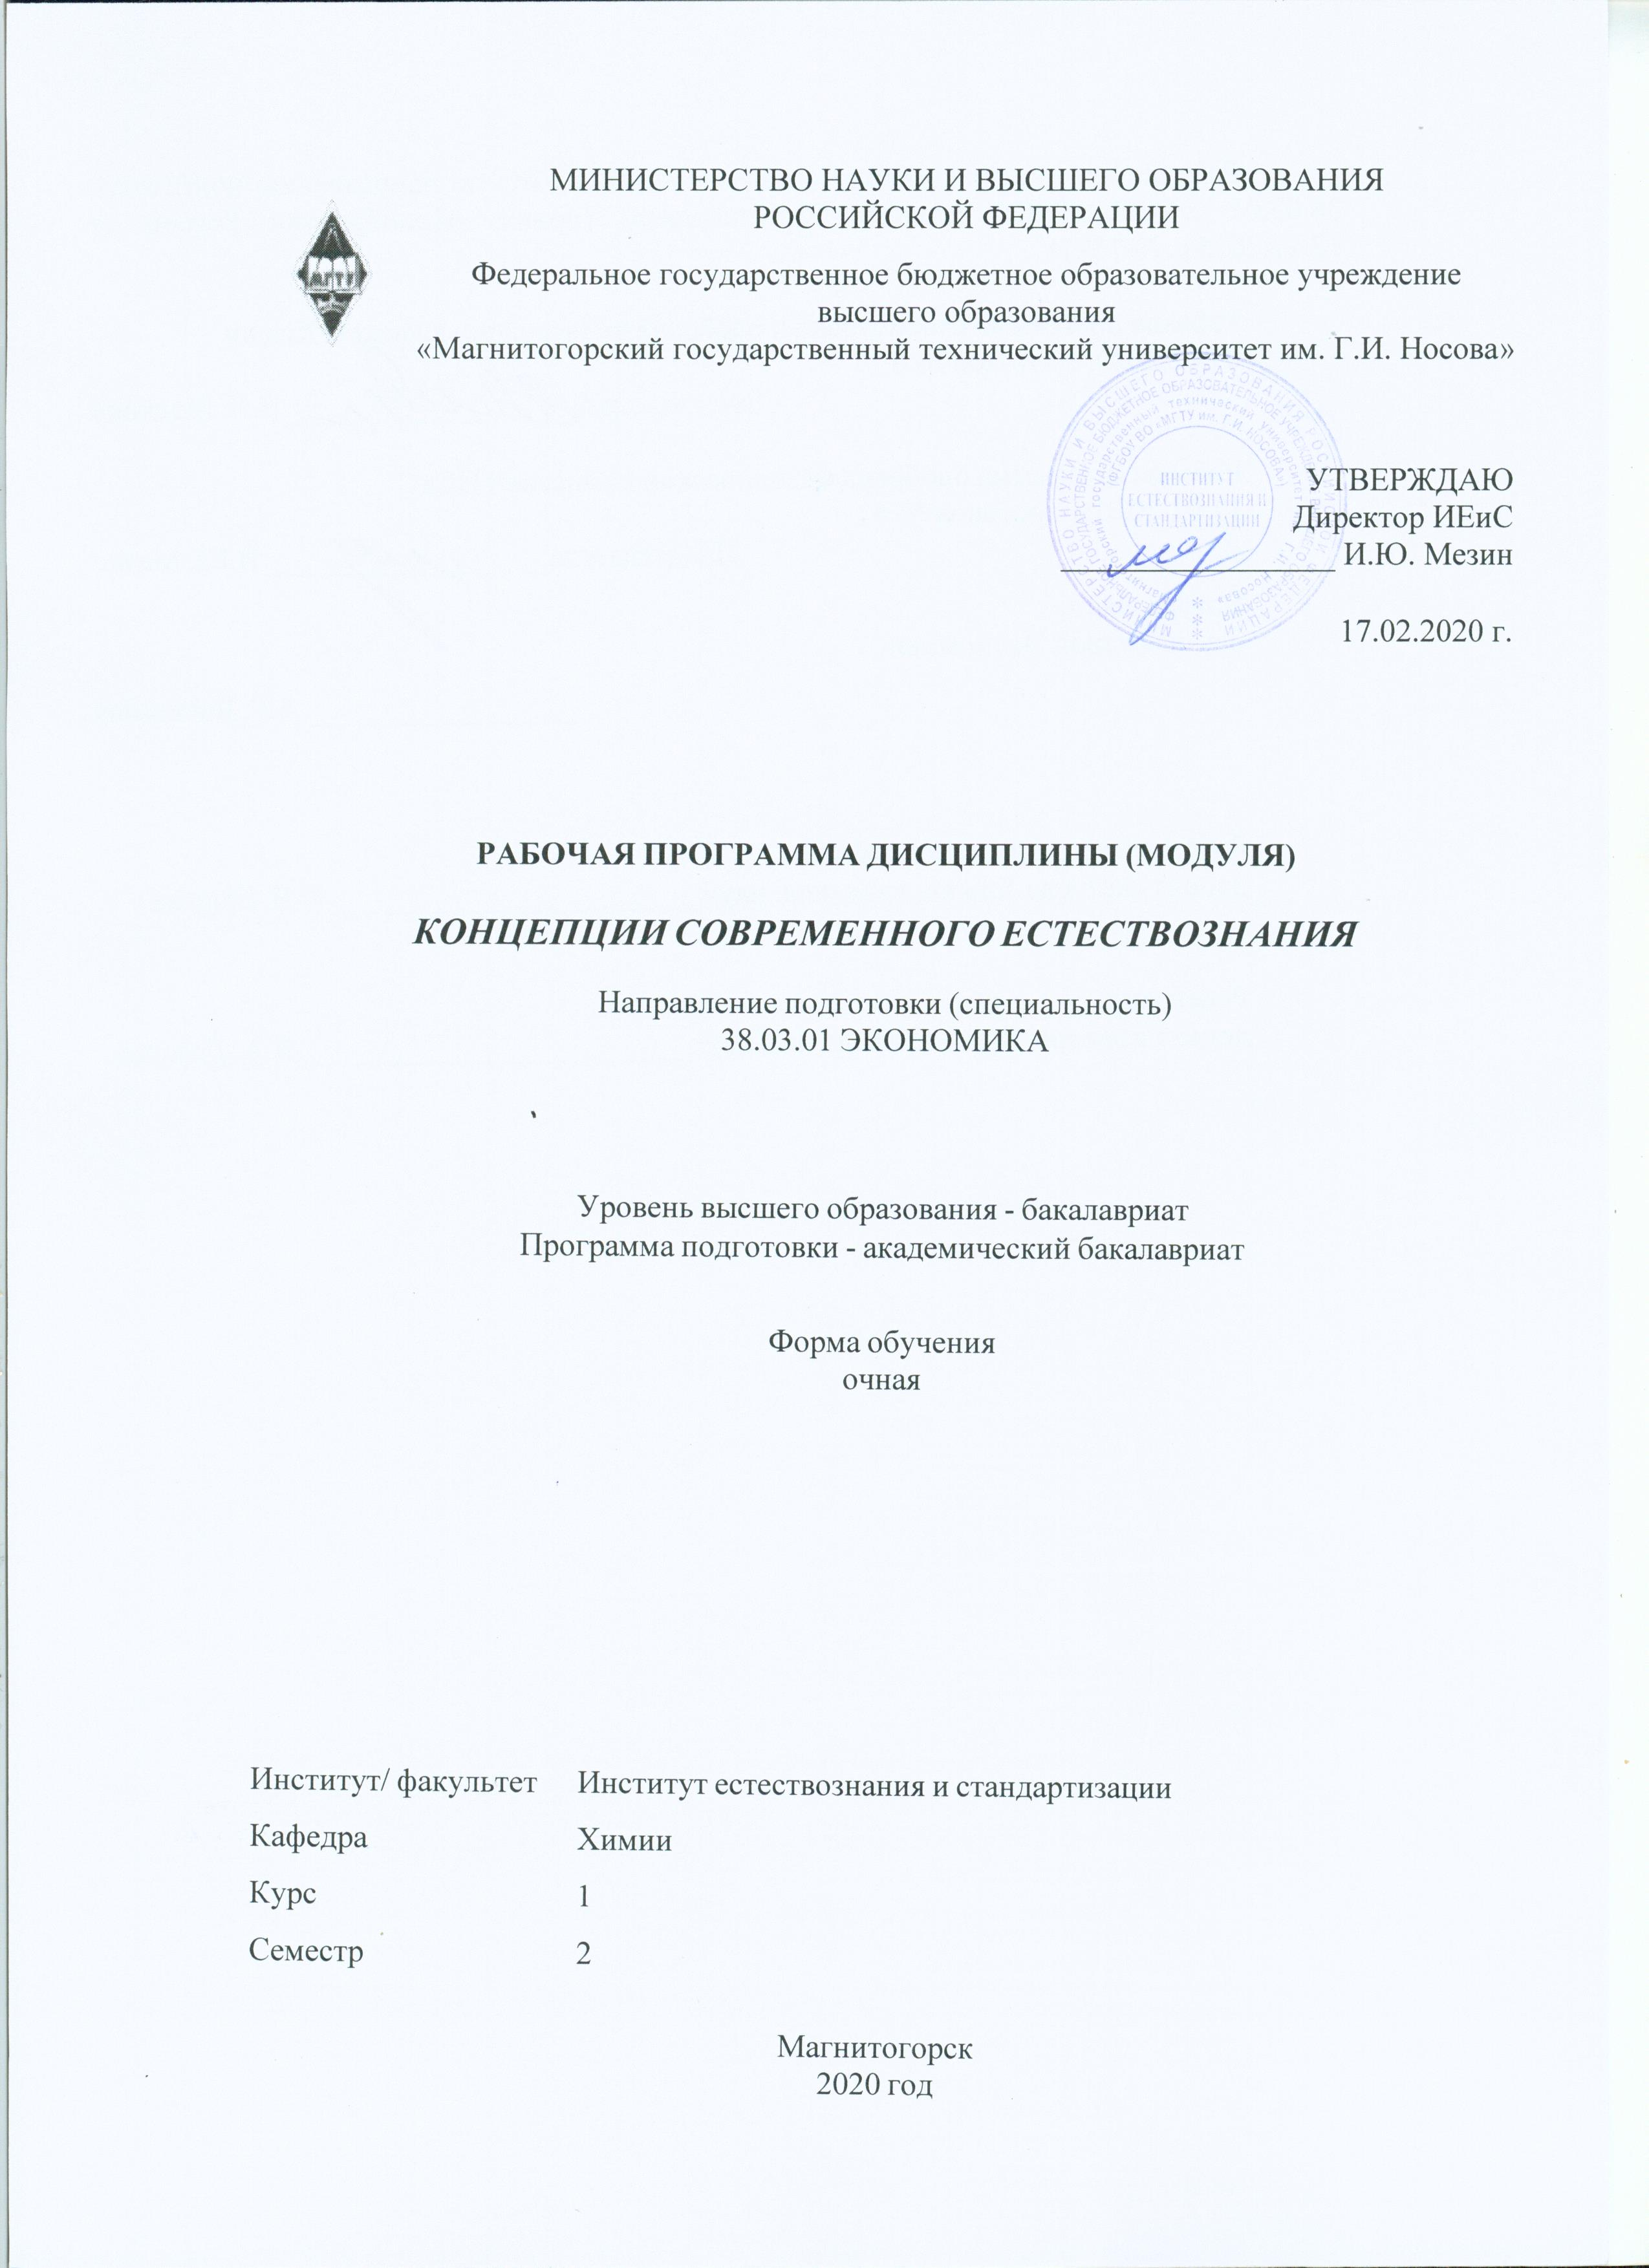 МИНИСТЕРСТВО НАУКИ И ВЫСШЕГО ОБРАЗОВАНИЯ
РОССИЙСКОЙ ФЕДЕРАЦИИ
Федеральное государственное бюджетное образовательное учреждение
высшего образования
«Магнитогорский государственный технический университет им. Г.И. Носова»
ИНСТИТУТ
ЕСТЕСТВОЗНАНИЯ И
СТАНДАРТИЗАЦИИ
УТВЕРЖДАЮ
Директор ИЕиС
И.Ю. Мезин
17.02.2020 г.
РАБОЧАЯ ПРОГРАММА ДИСЦИПЛИНЫ (МОДУЛЯ)
КОНЦЕПЦИИ СОВРЕМЕННОГО ЕСТЕСТВОЗНАНИЯ
Направление подготовки (специальность)
38.03.01 ЭКОНОМИКА
Уровень высшего образования - бакалавриат
Программа подготовки - академический бакалавриат
Форма обучения
очная
Институт/ факультет Институт естествознания и стандартизации
Кафедра Химии
Курс 1
Семестр 2
Магнитогорск
2020 год